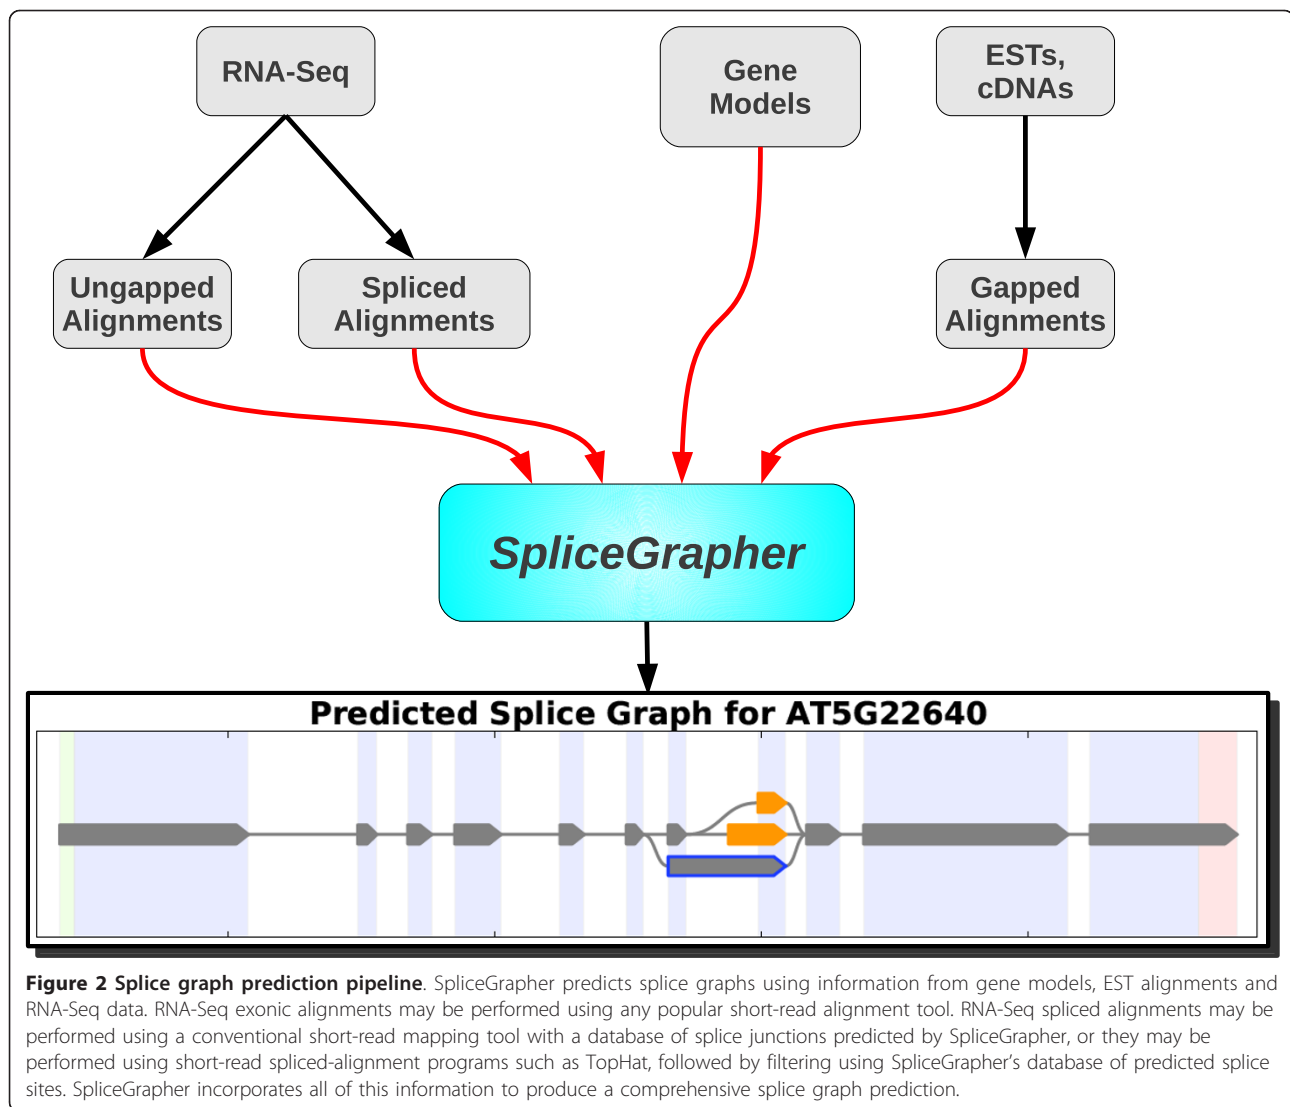 RNA-Seq
Gene
Models
ESTs,
cDNAs
Ungapped
Alignments
Spliced
Alignments
Gapped
Alignments
SpliceGrapher
Predicted Splice Graph for AT5G22640
Figure 2 Splice graph prediction pipeline. SpliceGrapher predicts splice graphs using information from gene models, EST alignments and
RNA-Seq data. RNA-Seq exonic alignments may be performed using any popular short-read alignment tool. RNA-Seq spliced alignments may be
performed using a conventional short-read mapping tool with a database of splice junctions predicted by SpliceGrapher, or they may be
performed using short-read spliced-alignment programs such as TopHat, followed by filtering using SpliceGrapher's database of predicted splice
sites. SpliceGrapher incorporates all of this information to produce a comprehensive splice graph prediction.